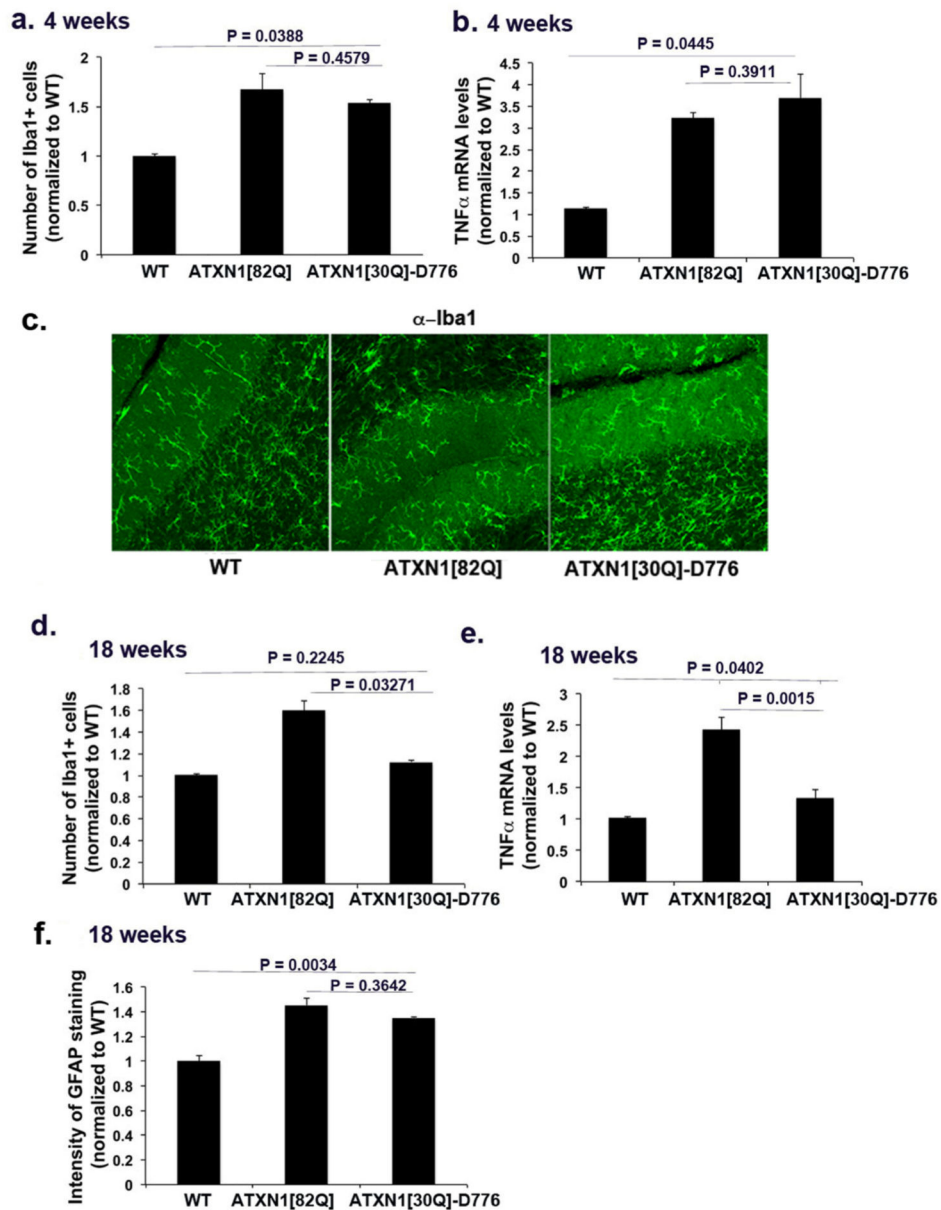 a. 4 weeks
P = 0.0388
P = 0.4579
Number of Iba1+ cells
(normalized to WT)
2
1.5
1
0.5
0
WT ATXN1[82Q] ATXN1[30Q]-D776
b. 4 weeks
P = 0.0445
P = 0.3911
TNFα mRNA levels
(normalized to WT)
4.5
4
3.5
3
2.5
2
1.5
1
0.5
0
WT ATXN1[82Q] ATXN1[30Q]-D776
c.
α–Iba1
WT ATXN1[82Q] ATXN1[30Q]-D776
d. 18 weeks
P = 0.2245
P = 0.03271
Number of Iba1+ cells
(normalized to WT)
1.8
1.6
1.4
1.2
1
0.8
0.6
0.4
0.2
0
WT ATXN1[82Q] ATXN1[30Q]-D776
e.
18 weeks
P = 0.0402
P = 0.0015
TNFα mRNA levels
(normalized to WT)
3
2.5
2
1.5
1
0.5
0
WT ATXN1[82Q] ATXN1[30Q]-D776
f. 18 weeks
P = 0.0034
P = 0.3642
Intensity of GFAP staining
(normalized to WT)
1.6
1.4
1.2
1
0.8
0.6
0.4
0.2
0
WT ATXN1[82Q] ATXN1[30Q]-D776